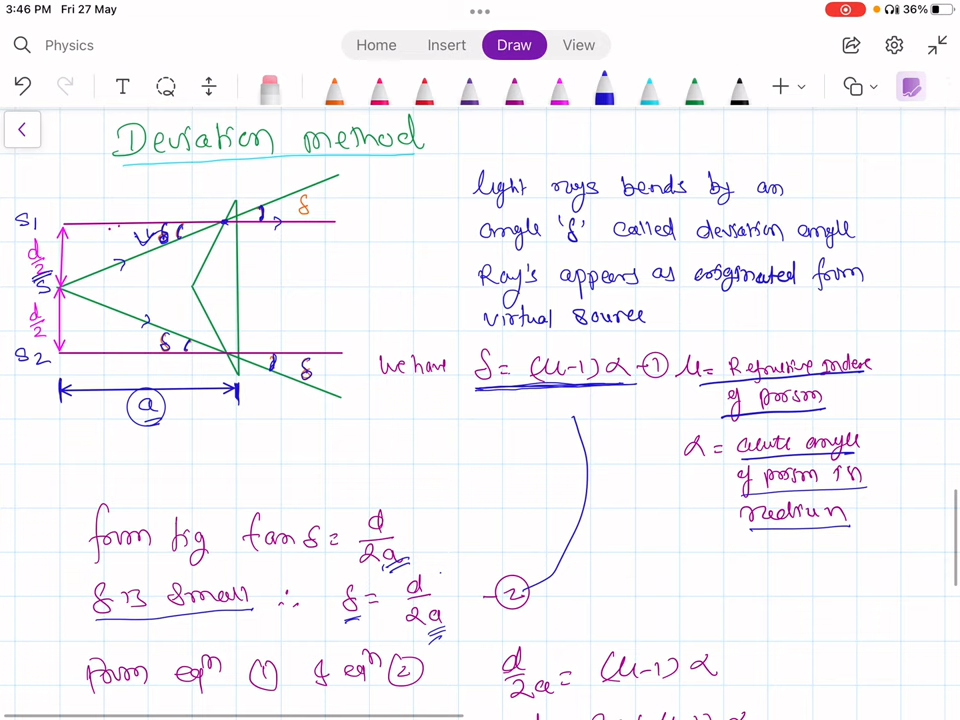 3:46 PM Fri 27 May
36%
Physics
Home Insert Draw View
Deviation method
S1
δ
δ
d/2
S
d/2
δ
S2
δ
a
light rays bends by an
angle 'δ' called deviation angle
Ray's appears as originated form
virtual source
We have δ = (μ-1) α -① μ = Refractive index
of prism
α = acute angle
of prism in
medium
form fig tan δ = d/2a
δ is small ∴ δ = d/2a -②
form eqⁿ ① & eqⁿ ②
d/2a = (μ-1) α